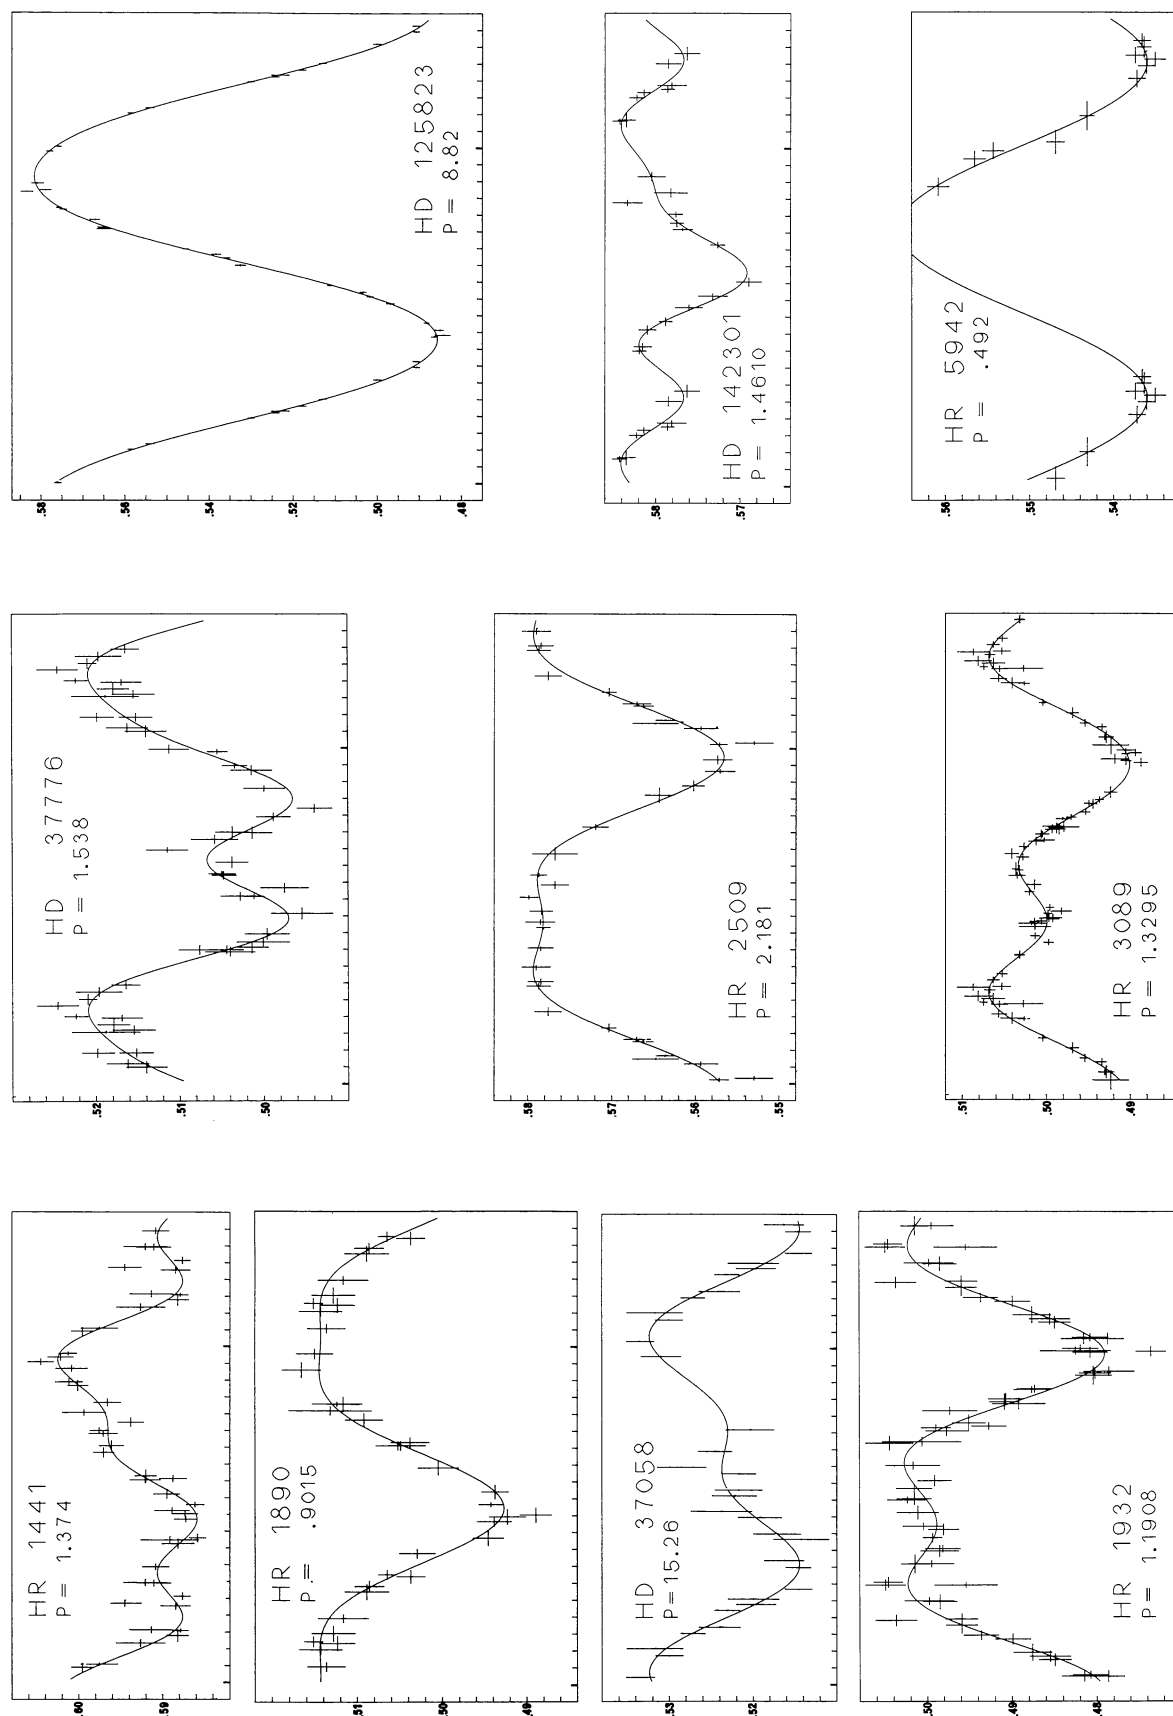 .60
.59
HR 1441
P = 1.374
.51
.50
.49
HR 1890
P.= .9015
.53
.52
HD 37058
P=15.26
.50
.49
.48
HR 1932
P= 1.1908
.52
.51
.50
HD 37776
P= 1.538
.58
.57
.56
.55
HR 2509
P= 2.181
.51
.50
.49
HR 3089
P= 1.3295
.58
.56
.54
.52
.50
.48
HD 125823
P= 8.82
.58
.57
HD 142301
P= 1.4610
.56
.55
.54
HR 5942
P= .492